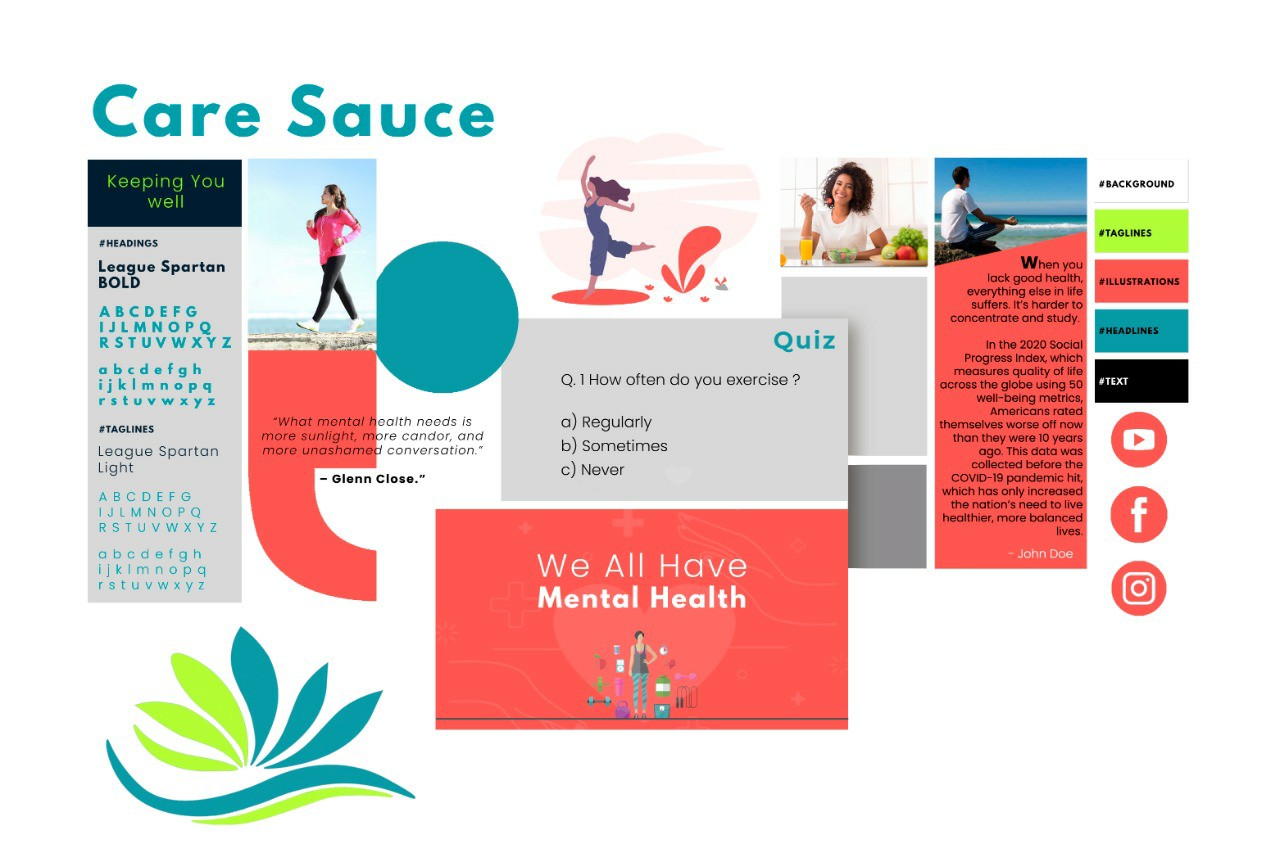 Care Sauce
Keeping You
well
#HEADINGS
League Spartan
BOLD
A B C D E F G
I J L M N O P Q
R S T U V W X Y Z
a b c d e f g h
i j k l m n o p q
r s t u v w x y z
#TAGLINES
League Spartan
Light
A B C D E F G
I J L M N O P Q
R S T U V W X Y Z
a b c d e f g h
i j k l m n o p q
r s t u v w x y z
“What mental health needs is
more sunlight, more candor, and
more unashamed conversation.”
– Glenn Close.”
Quiz
Q. 1 How often do you exercise ?
a) Regularly
b) Sometimes
c) Never
We All Have
Mental Health
When you
lack good health,
everything else in life
suffers. It’s harder to
concentrate and study.
In the 2020 Social
Progress Index, which
measures quality of life
across the globe using 50
well-being metrics,
Americans rated
themselves worse off now
than they were 10 years
ago. This data was
collected before the
COVID-19 pandemic hit,
which has only increased
the nation’s need to live
healthier, more balanced
lives.
~ John Doe
#BACKGROUND
#TAGLINES
#ILLUSTRATIONS
#HEADLINES
#TEXT